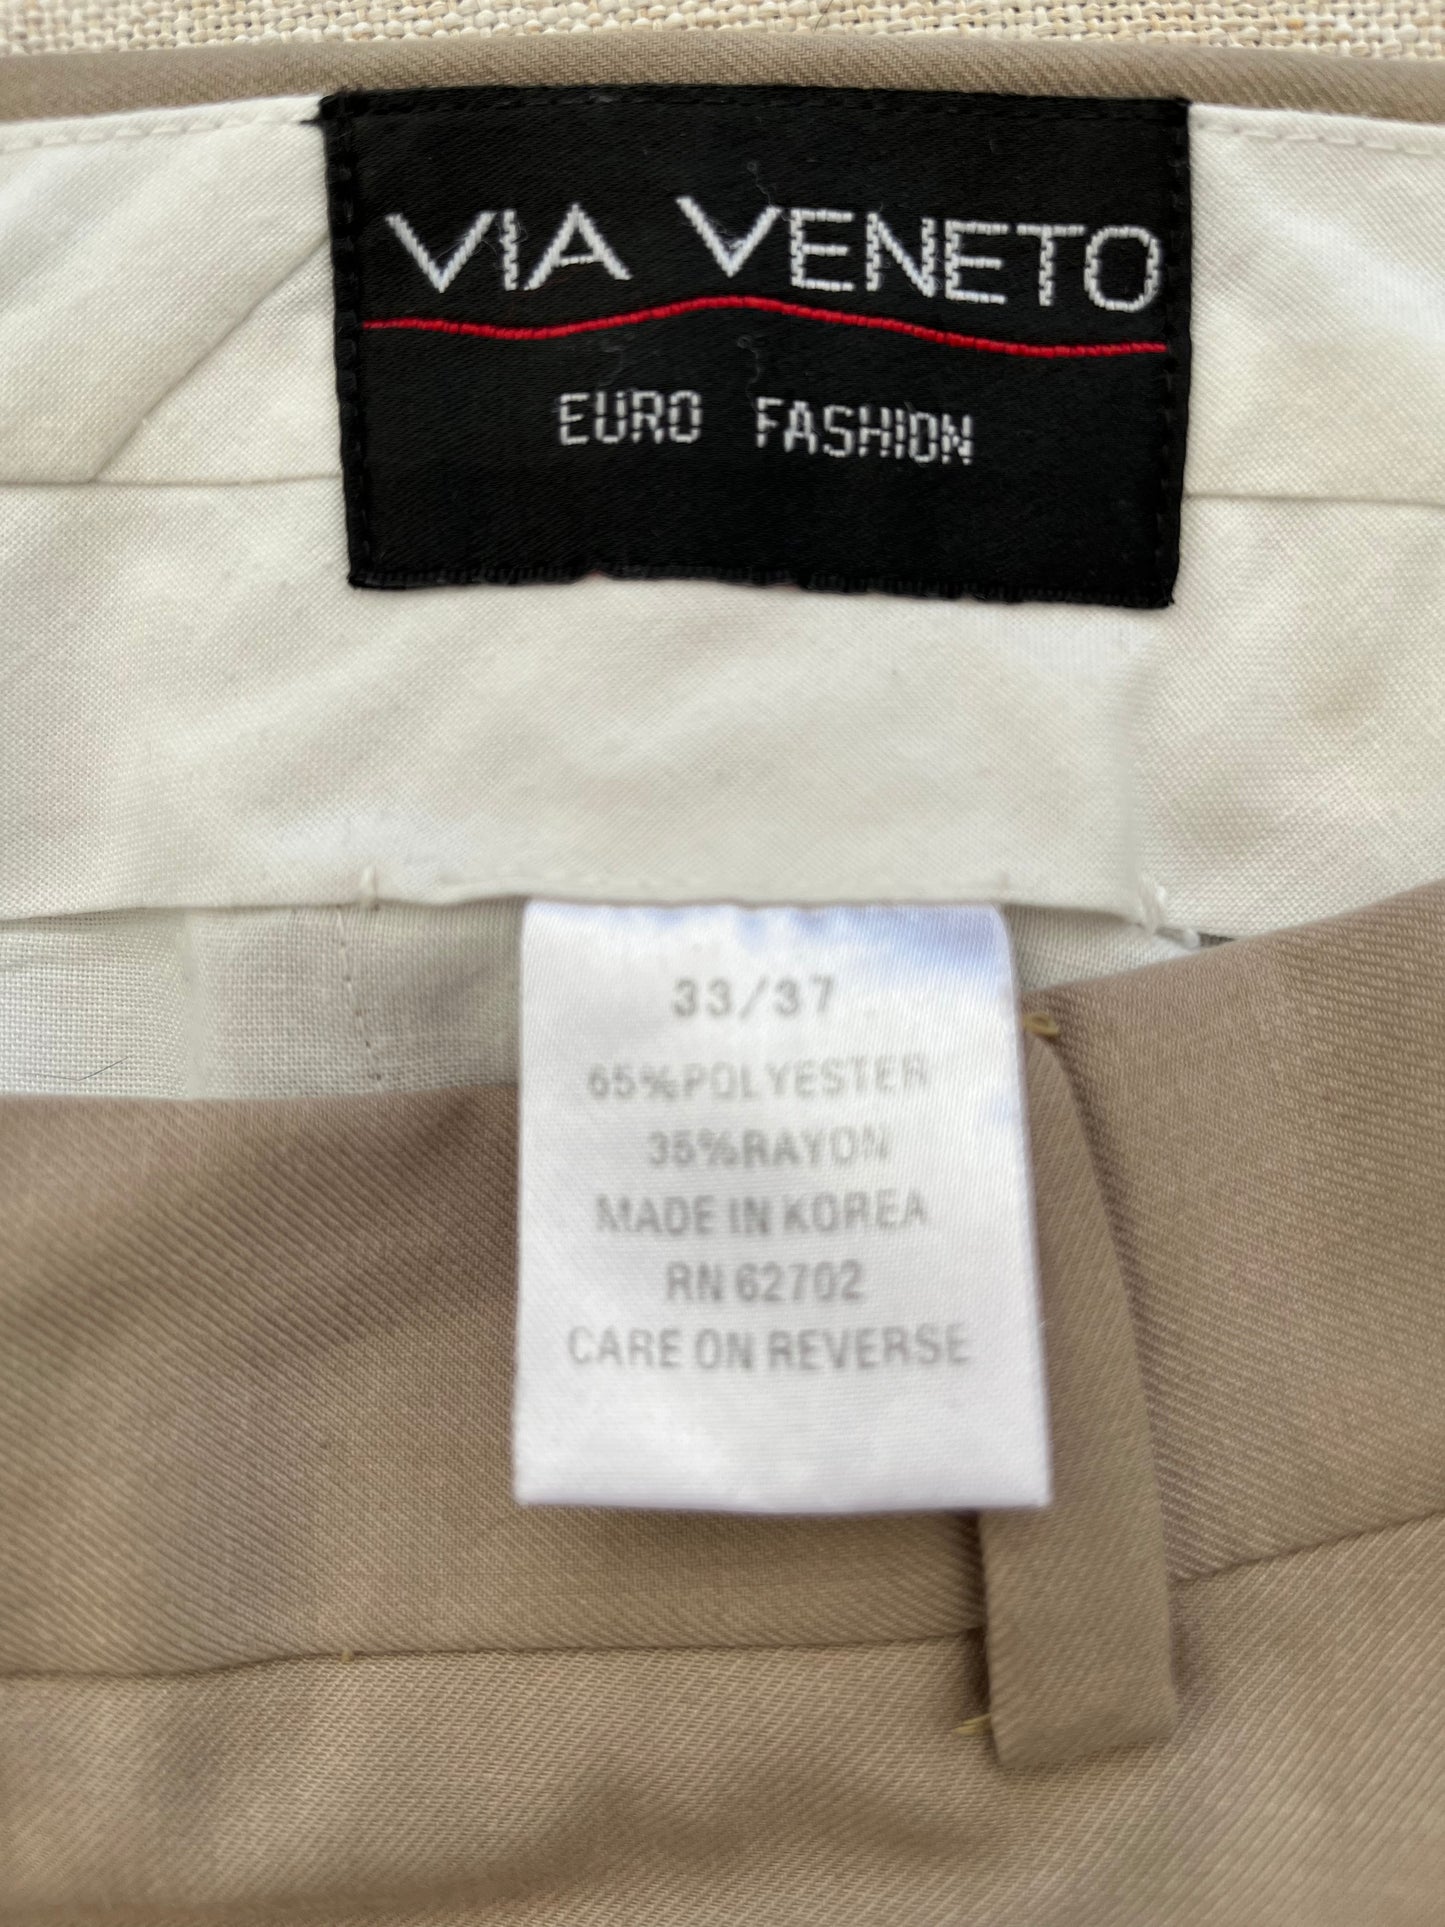 VIA VENETO
EURO FASHION
33/37
65%POLYESTER
35%RAYON
MADE IN KOREA
RN 62702
CARE ON REVERSE